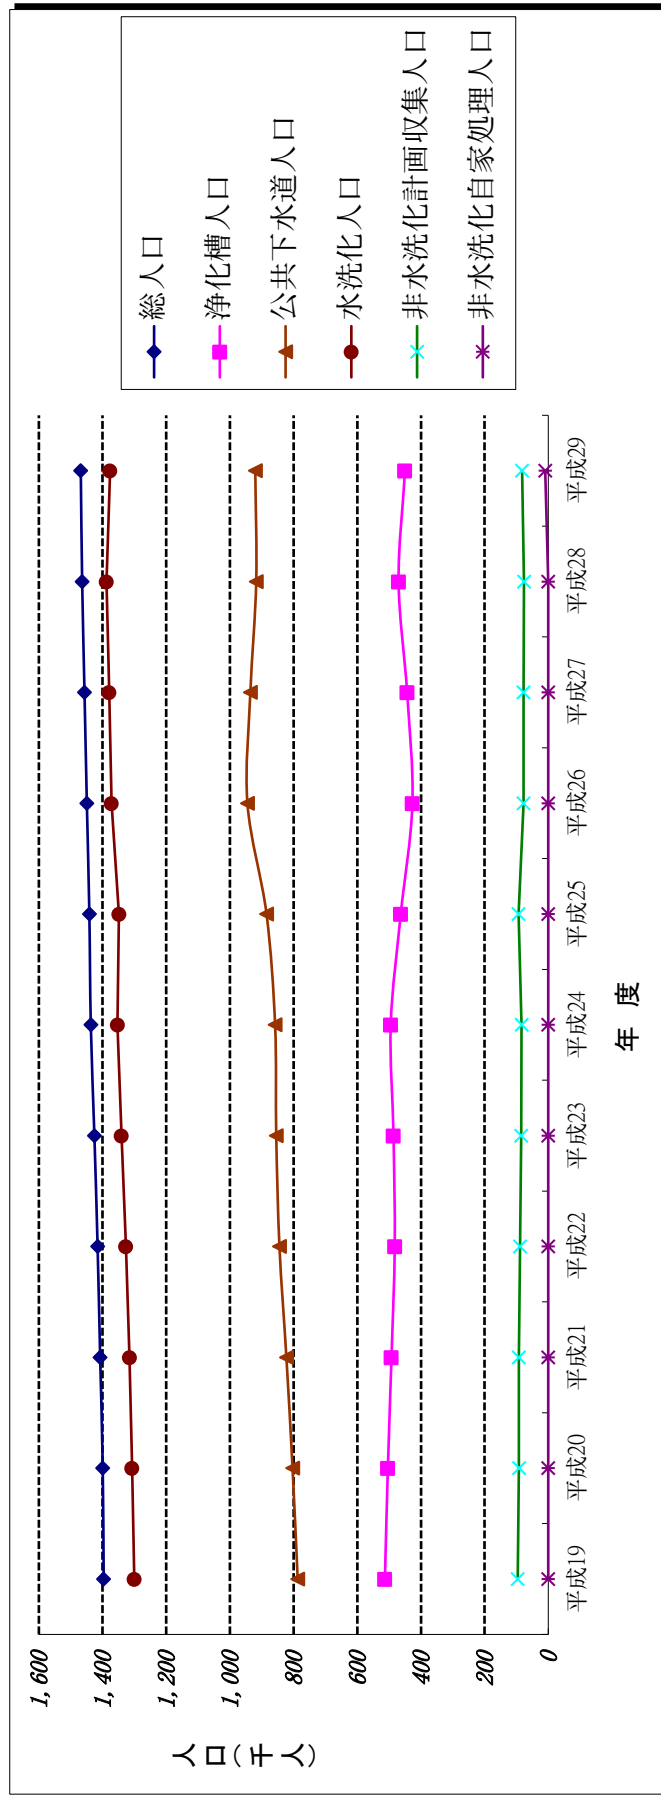 1,600
1,400
1,200
1,000
800
600
400
200
0
人口(千人)
平成19
平成20
平成21
平成22
平成23
平成24
平成25
平成26
平成27
平成28
平成29
年 度
総人口
浄化槽人口
公共下水道人口
水洗化人口
非水洗化計画収集人口
非水洗化自家処理人口